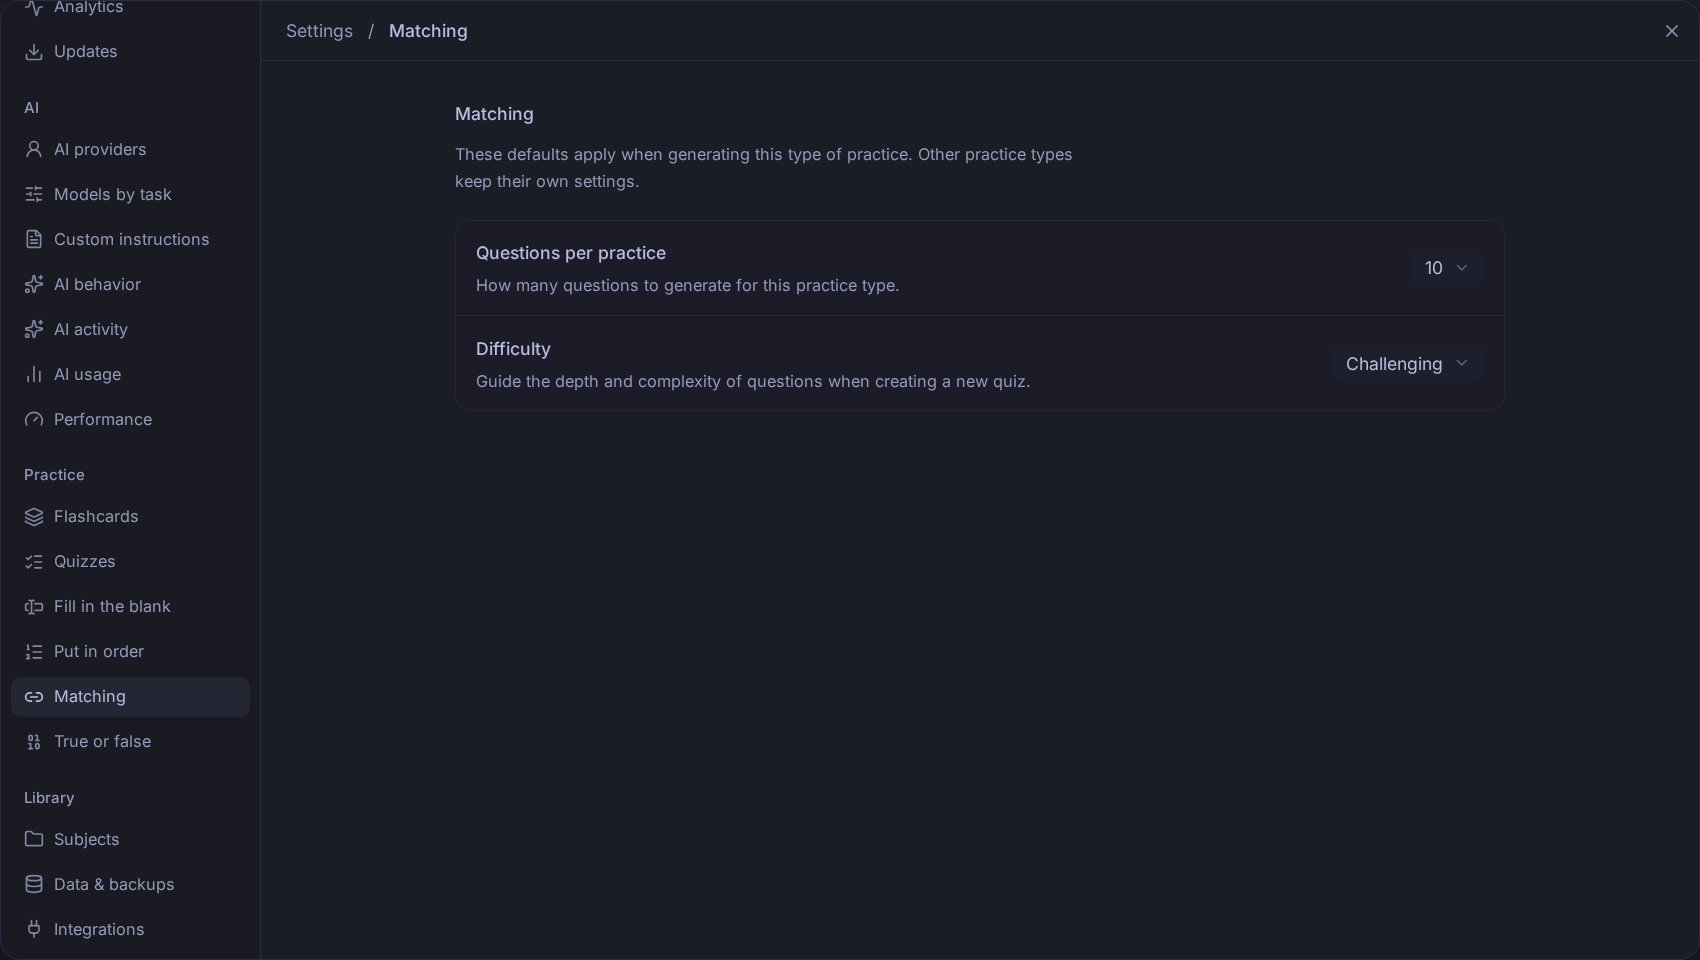 Analytics
Updates
AI
AI providers
Models by task
Custom instructions
AI behavior
AI activity
AI usage
Performance
Practice
Flashcards
Quizzes
Fill in the blank
Put in order
Matching
True or false
Library
Subjects
Data & backups
Integrations
Settings / Matching
Matching
These defaults apply when generating this type of practice. Other practice types
keep their own settings.
Questions per practice
How many questions to generate for this practice type.
10
Difficulty
Guide the depth and complexity of questions when creating a new quiz.
Challenging